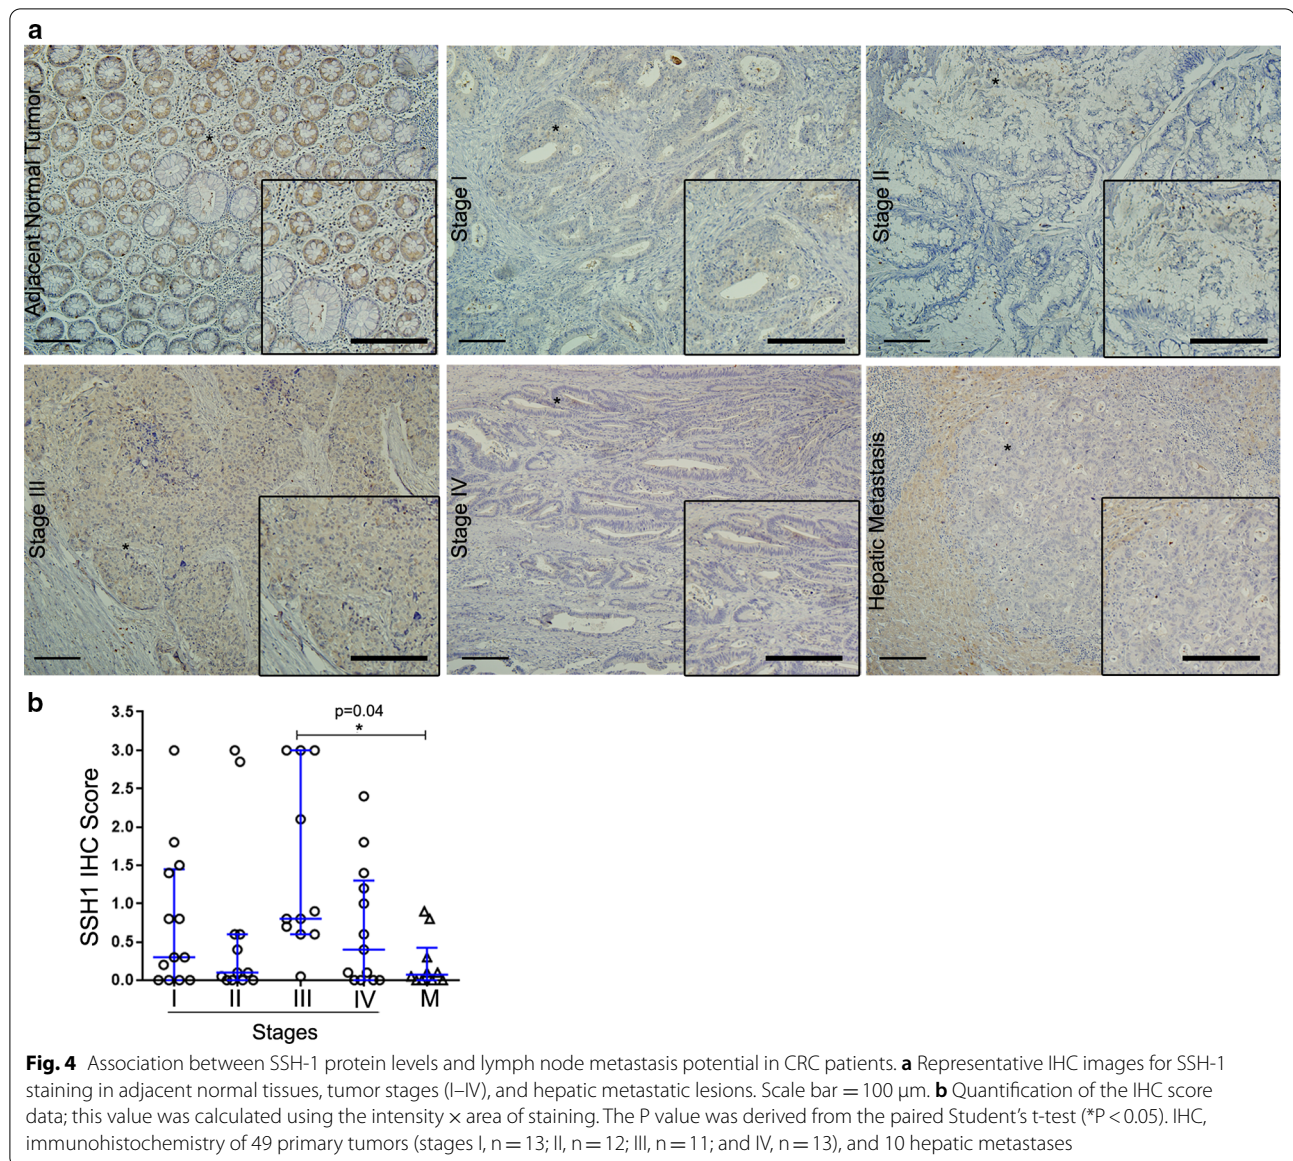 a
Adjacent Normal Turmor
*
Stage I
*
Stage II
*
Stage III
*
Stage IV
*
Hepatic Metastasis
*
b
p=0.04
*
SSH1 IHC Score
3.5
3.0
2.5
2.0
1.5
1.0
0.5
0.0
I II III IV M
Stages
Fig. 4 Association between SSH-1 protein levels and lymph node metastasis potential in CRC patients. a Representative IHC images for SSH-1
staining in adjacent normal tissues, tumor stages (I–IV), and hepatic metastatic lesions. Scale bar = 100 μm. b Quantification of the IHC score
data; this value was calculated using the intensity × area of staining. The P value was derived from the paired Student's t-test (*P < 0.05). IHC,
immunohistochemistry of 49 primary tumors (stages I, n = 13; II, n = 12; III, n = 11; and IV, n = 13), and 10 hepatic metastases